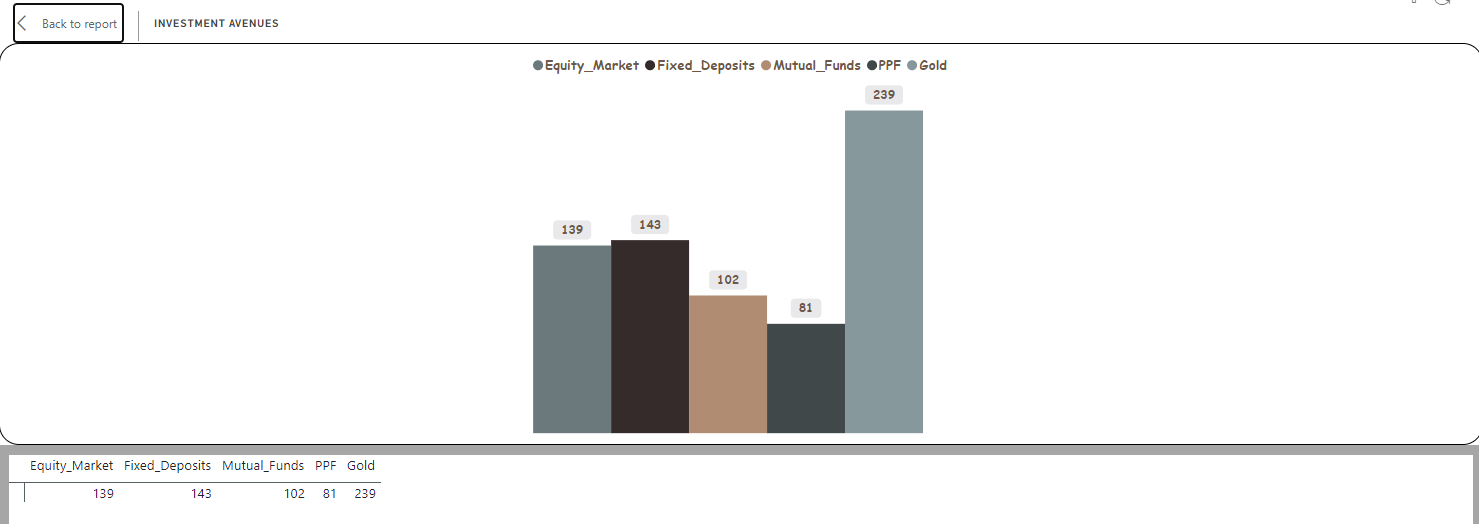 Back to report INVESTMENT AVENUES
Equity_Market Fixed_Deposits Mutual_Funds PPF Gold
239
143
139
102
81
Equity_Market Fixed_Deposits Mutual_Funds PPF Gold
139 143 102 81 239